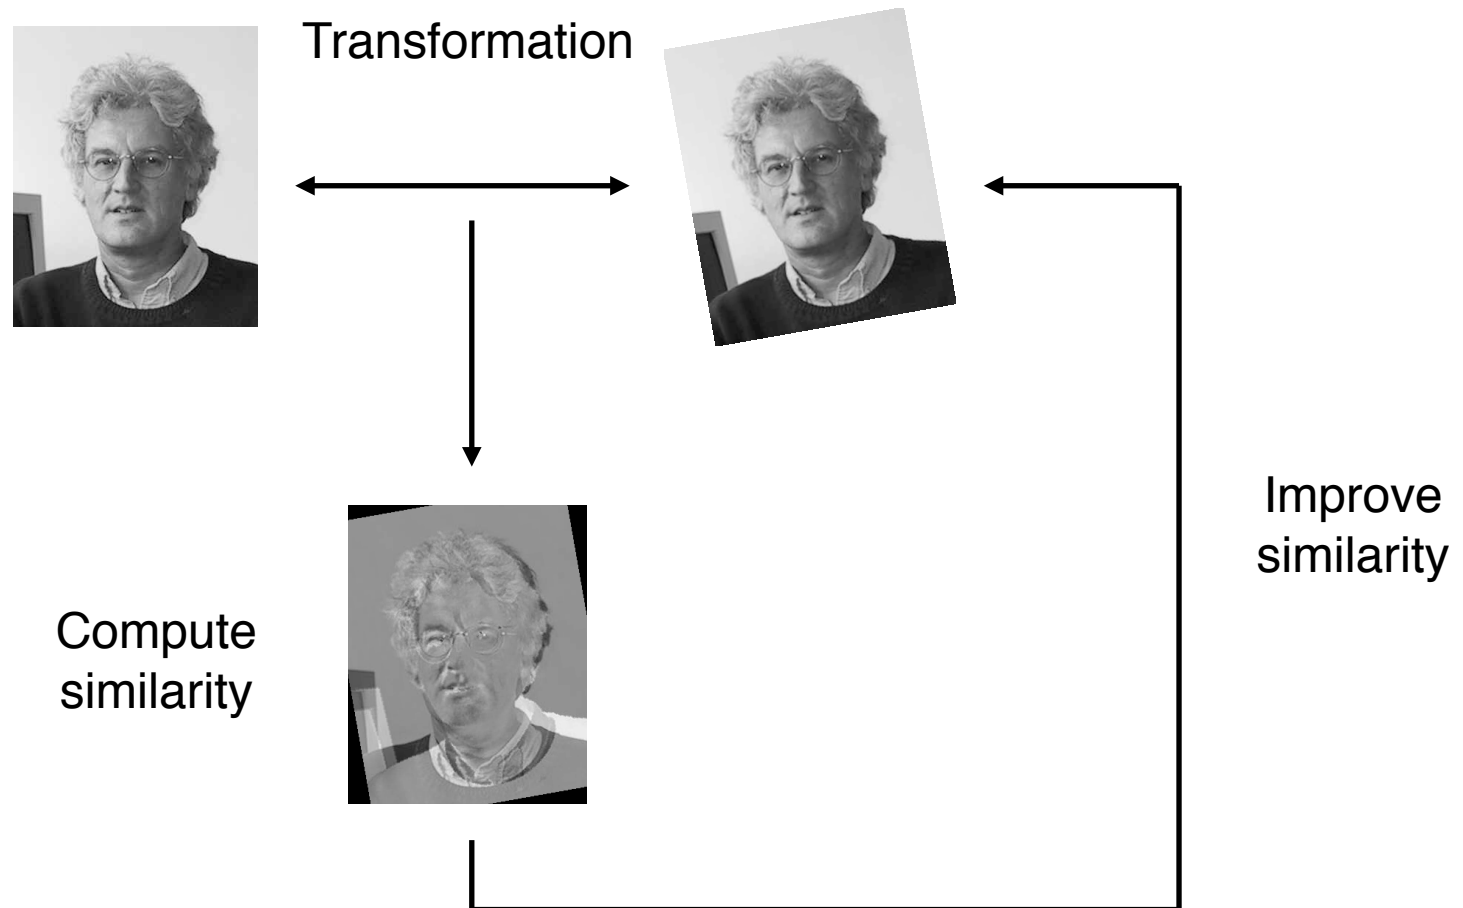 Transformation
Improve
similarity
Compute
similarity